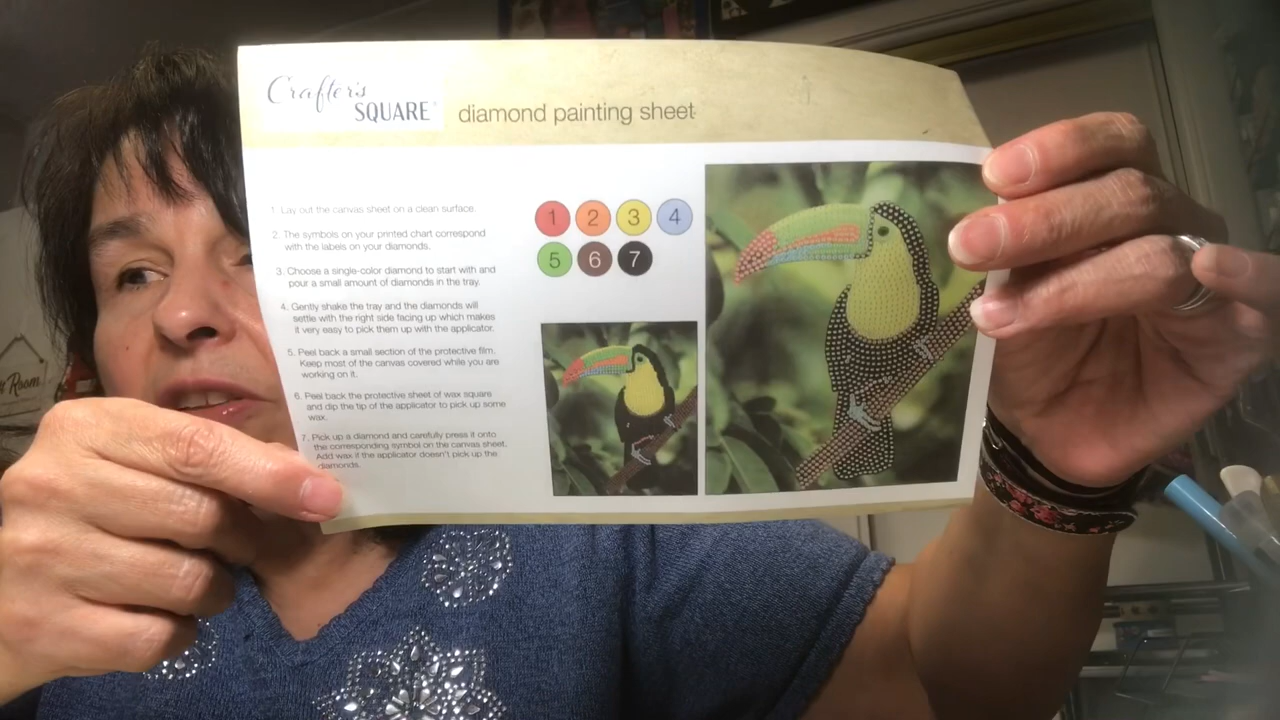 Crafter's
SQUARE
diamond painting sheet
1. Lay out the canvas sheet on a clean surface.
2. The symbols on your printed chart correspond
with the labels on your diamonds.
3. Choose a single-color diamond to start with and
pour a small amount of diamonds in the tray.
4. Gently shake the tray and the diamonds will
settle with the right side facing up which makes
it very easy to pick them up with the applicator.
5. Peel back a small section of the protective film.
Keep most of the canvas covered while you are
working on it.
6. Peel back the protective sheet of wax square
and dip the tip of the applicator to pick up some
wax.
7. Pick up a diamond and carefully press it onto
the corresponding symbol on the canvas sheet.
Add wax if the applicator doesn't pick up the
diamonds.
1 2 3 4
5 6 7
Room